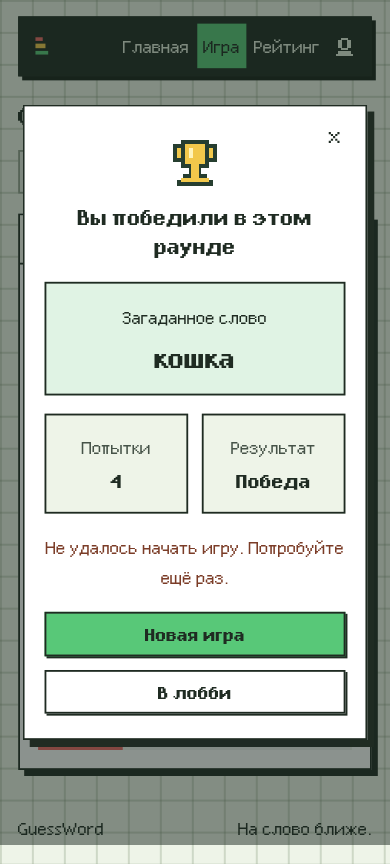 Главная Игра Рейтинг
Вы победили в этом
раунде
Загаданное слово
кошка
Попытки Результат
4 Победа
Не удалось начать игру. Попробуйте
ещё раз.
Новая игра
В лобби
GuessWord На слово ближе.